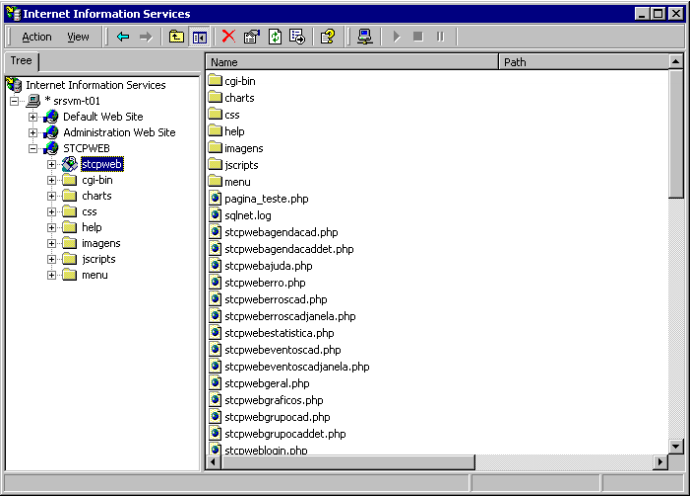 Internet Information Services
Action View
Tree
Name Path
Internet Information Services
* srsvm-t01
Default Web Site
Administration Web Site
STCPWEB
stcpweb
cgi-bin
charts
css
help
imagens
jscripts
menu
cgi-bin
charts
css
help
imagens
jscripts
menu
pagina_teste.php
sqlnet.log
stcpwebagendacad.php
stcpwebagendacaddet.php
stcpwebajuda.php
stcpweberro.php
stcpweberroscad.php
stcpweberroscadjanela.php
stcpwebestatistica.php
stcpwebeventoscad.php
stcpwebeventoscadjanela.php
stcpwebgeral.php
stcpwebgraficos.php
stcpwebgrupocad.php
stcpwebgrupocaddet.php
stcpweblogin.php